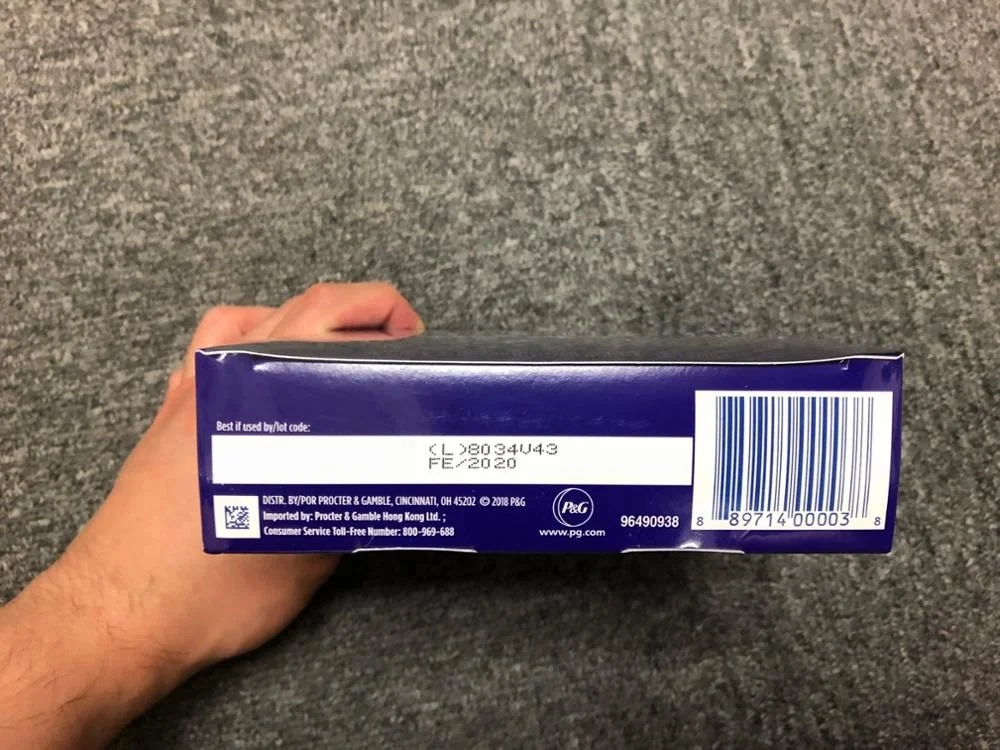 Best if used by/lot code:
(L)8034V43
FE/2020
DISTR. BY/POR PROCTER & GAMBLE, CINCINNATI, OH 45202 © 2018 P&G
Imported by: Procter & Gamble Hong Kong Ltd. ;
Consumer Service Toll-Free Number: 800-969-688
P&G
www.pg.com
96490938
8 89714 00003 8